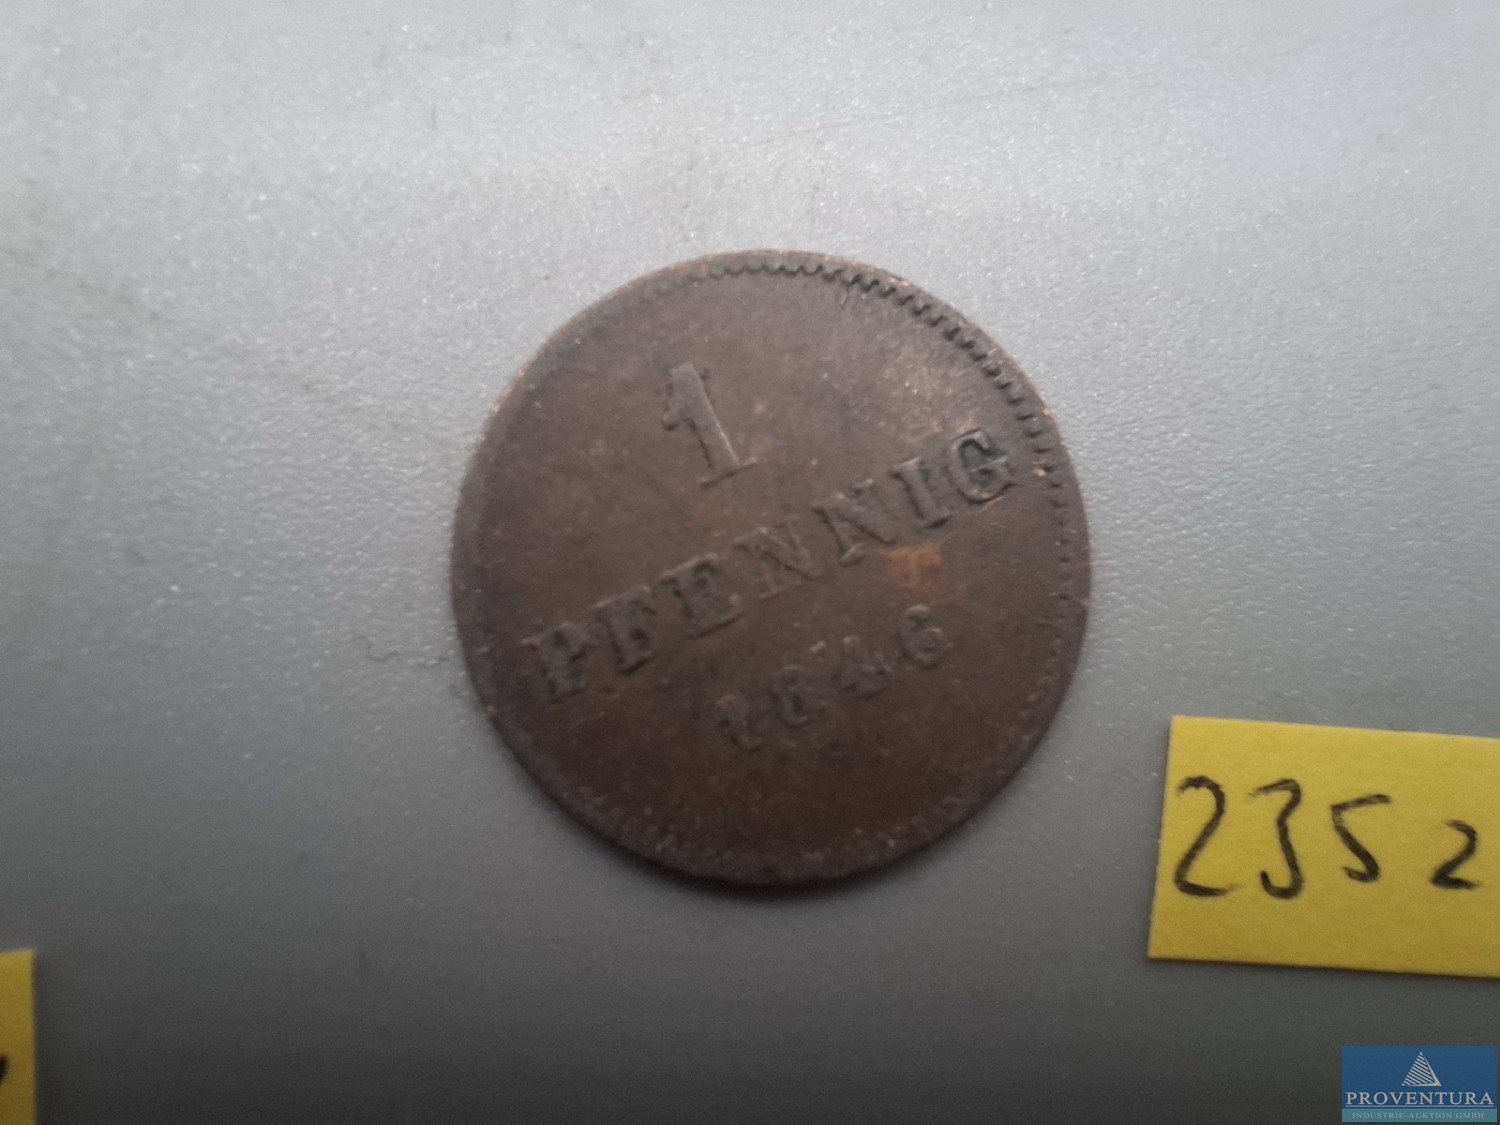 1
PFENNIG
1846
2352
PROVENTURA
INDUSTRIE-AUKTION GMBH